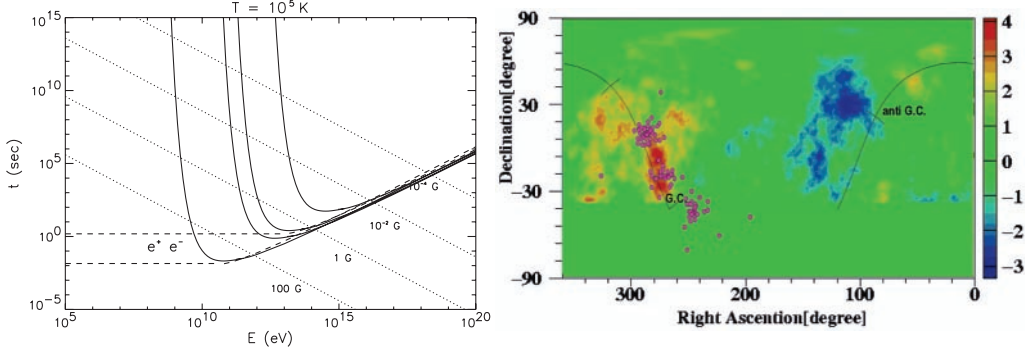 T = 10⁵ K
10¹⁵
10¹⁰
10⁵
10⁰
10⁻⁵
t (sec)
10⁻⁴ G
10⁻² G
1 G
100 G
e⁺ e⁻
10⁵ 10¹⁰ 10¹⁵ 10²⁰
E (eV)
90
30
−30
−90
Declination[degree]
anti G.C.
G.C.
300 200 100 0
Right Ascention[degree]
4
3
2
1
0
−1
−2
−3